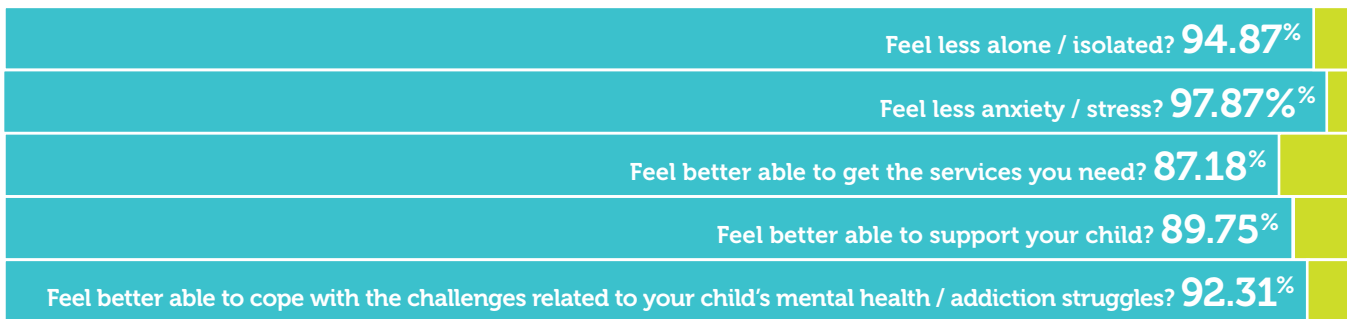 Feel less alone / isolated? 94.87%
Feel less anxiety / stress? 97.87%%
Feel better able to get the services you need? 87.18%
Feel better able to support your child? 89.75%
Feel better able to cope with the challenges related to your child’s mental health / addiction struggles? 92.31%